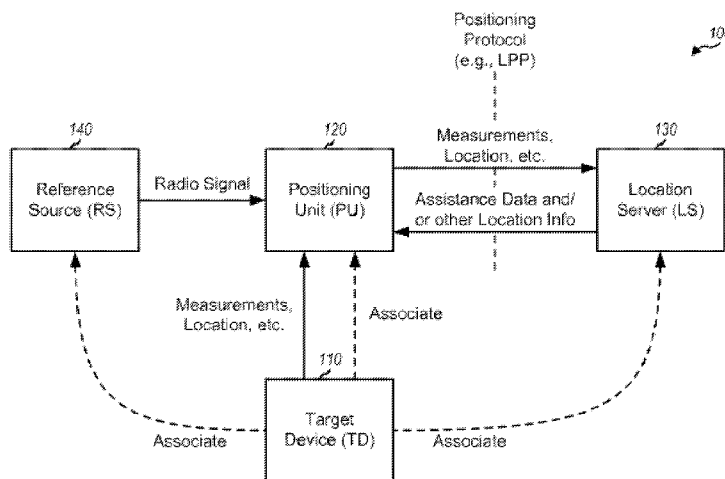 Positioning
Protocol
(e.g., LPP)
10
140
120
130
Reference
Source (RS)
Radio Signal
Positioning
Unit (PU)
Measurements,
Location, etc.
Assistance Data and/
or other Location Info
Location
Server (LS)
Measurements,
Location, etc.
Associate
110
Target
Device (TD)
Associate
Associate